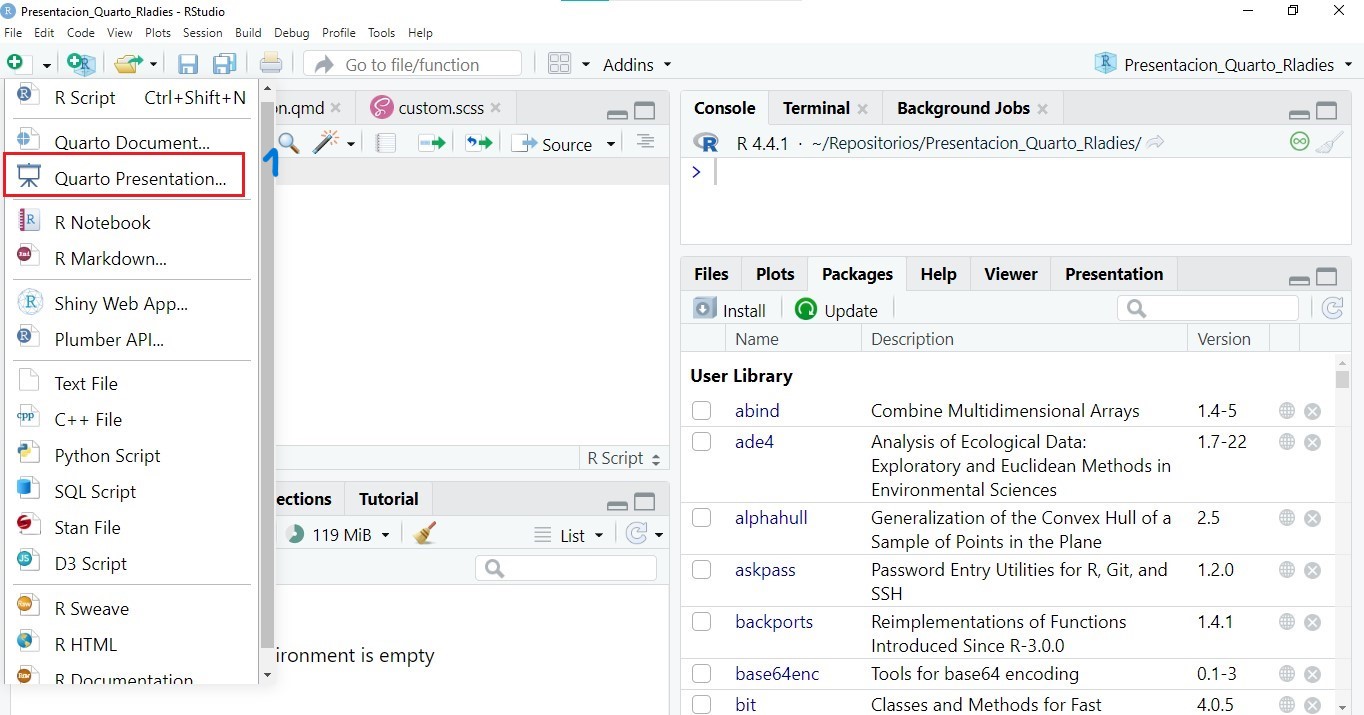 Presentacion_Quarto_Rladies - RStudio
File Edit Code View Plots Session Build Debug Profile Tools Help
Go to file/function Addins Presentacion_Quarto_Rladies
R Script Ctrl+Shift+N
Quarto Document...
Quarto Presentation...
R Notebook
R Markdown...
Shiny Web App...
Plumber API...
Text File
C++ File
Python Script
SQL Script
Stan File
D3 Script
R Sweave
R HTML
R Documentation
1
on.qmd custom.scss
Source
R Script
ections Tutorial
119 MiB List
ironment is empty
Console Terminal Background Jobs
R 4.4.1 · ~/Repositorios/Presentacion_Quarto_Rladies/
>
Files Plots Packages Help Viewer Presentation
Install Update
Name Description Version
User Library
abind Combine Multidimensional Arrays 1.4-5
ade4 Analysis of Ecological Data: 1.7-22
Exploratory and Euclidean Methods in
Environmental Sciences
alphahull Generalization of the Convex Hull of a 2.5
Sample of Points in the Plane
askpass Password Entry Utilities for R, Git, and 1.2.0
SSH
backports Reimplementations of Functions 1.4.1
Introduced Since R-3.0.0
base64enc Tools for base64 encoding 0.1-3
bit Classes and Methods for Fast 4.0.5